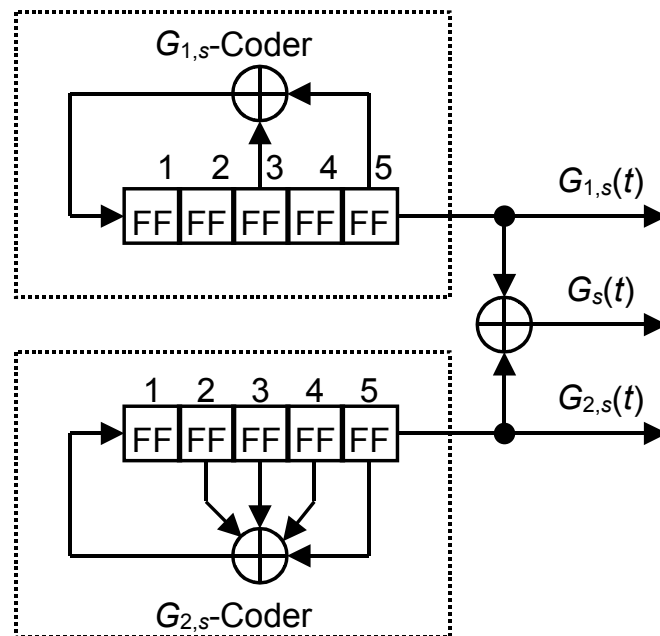 G1,s-Coder
1 2 3 4 5
FF FF FF FF FF
G1,s(t)
Gs(t)
G2,s(t)
1 2 3 4 5
FF FF FF FF FF
G2,s-Coder